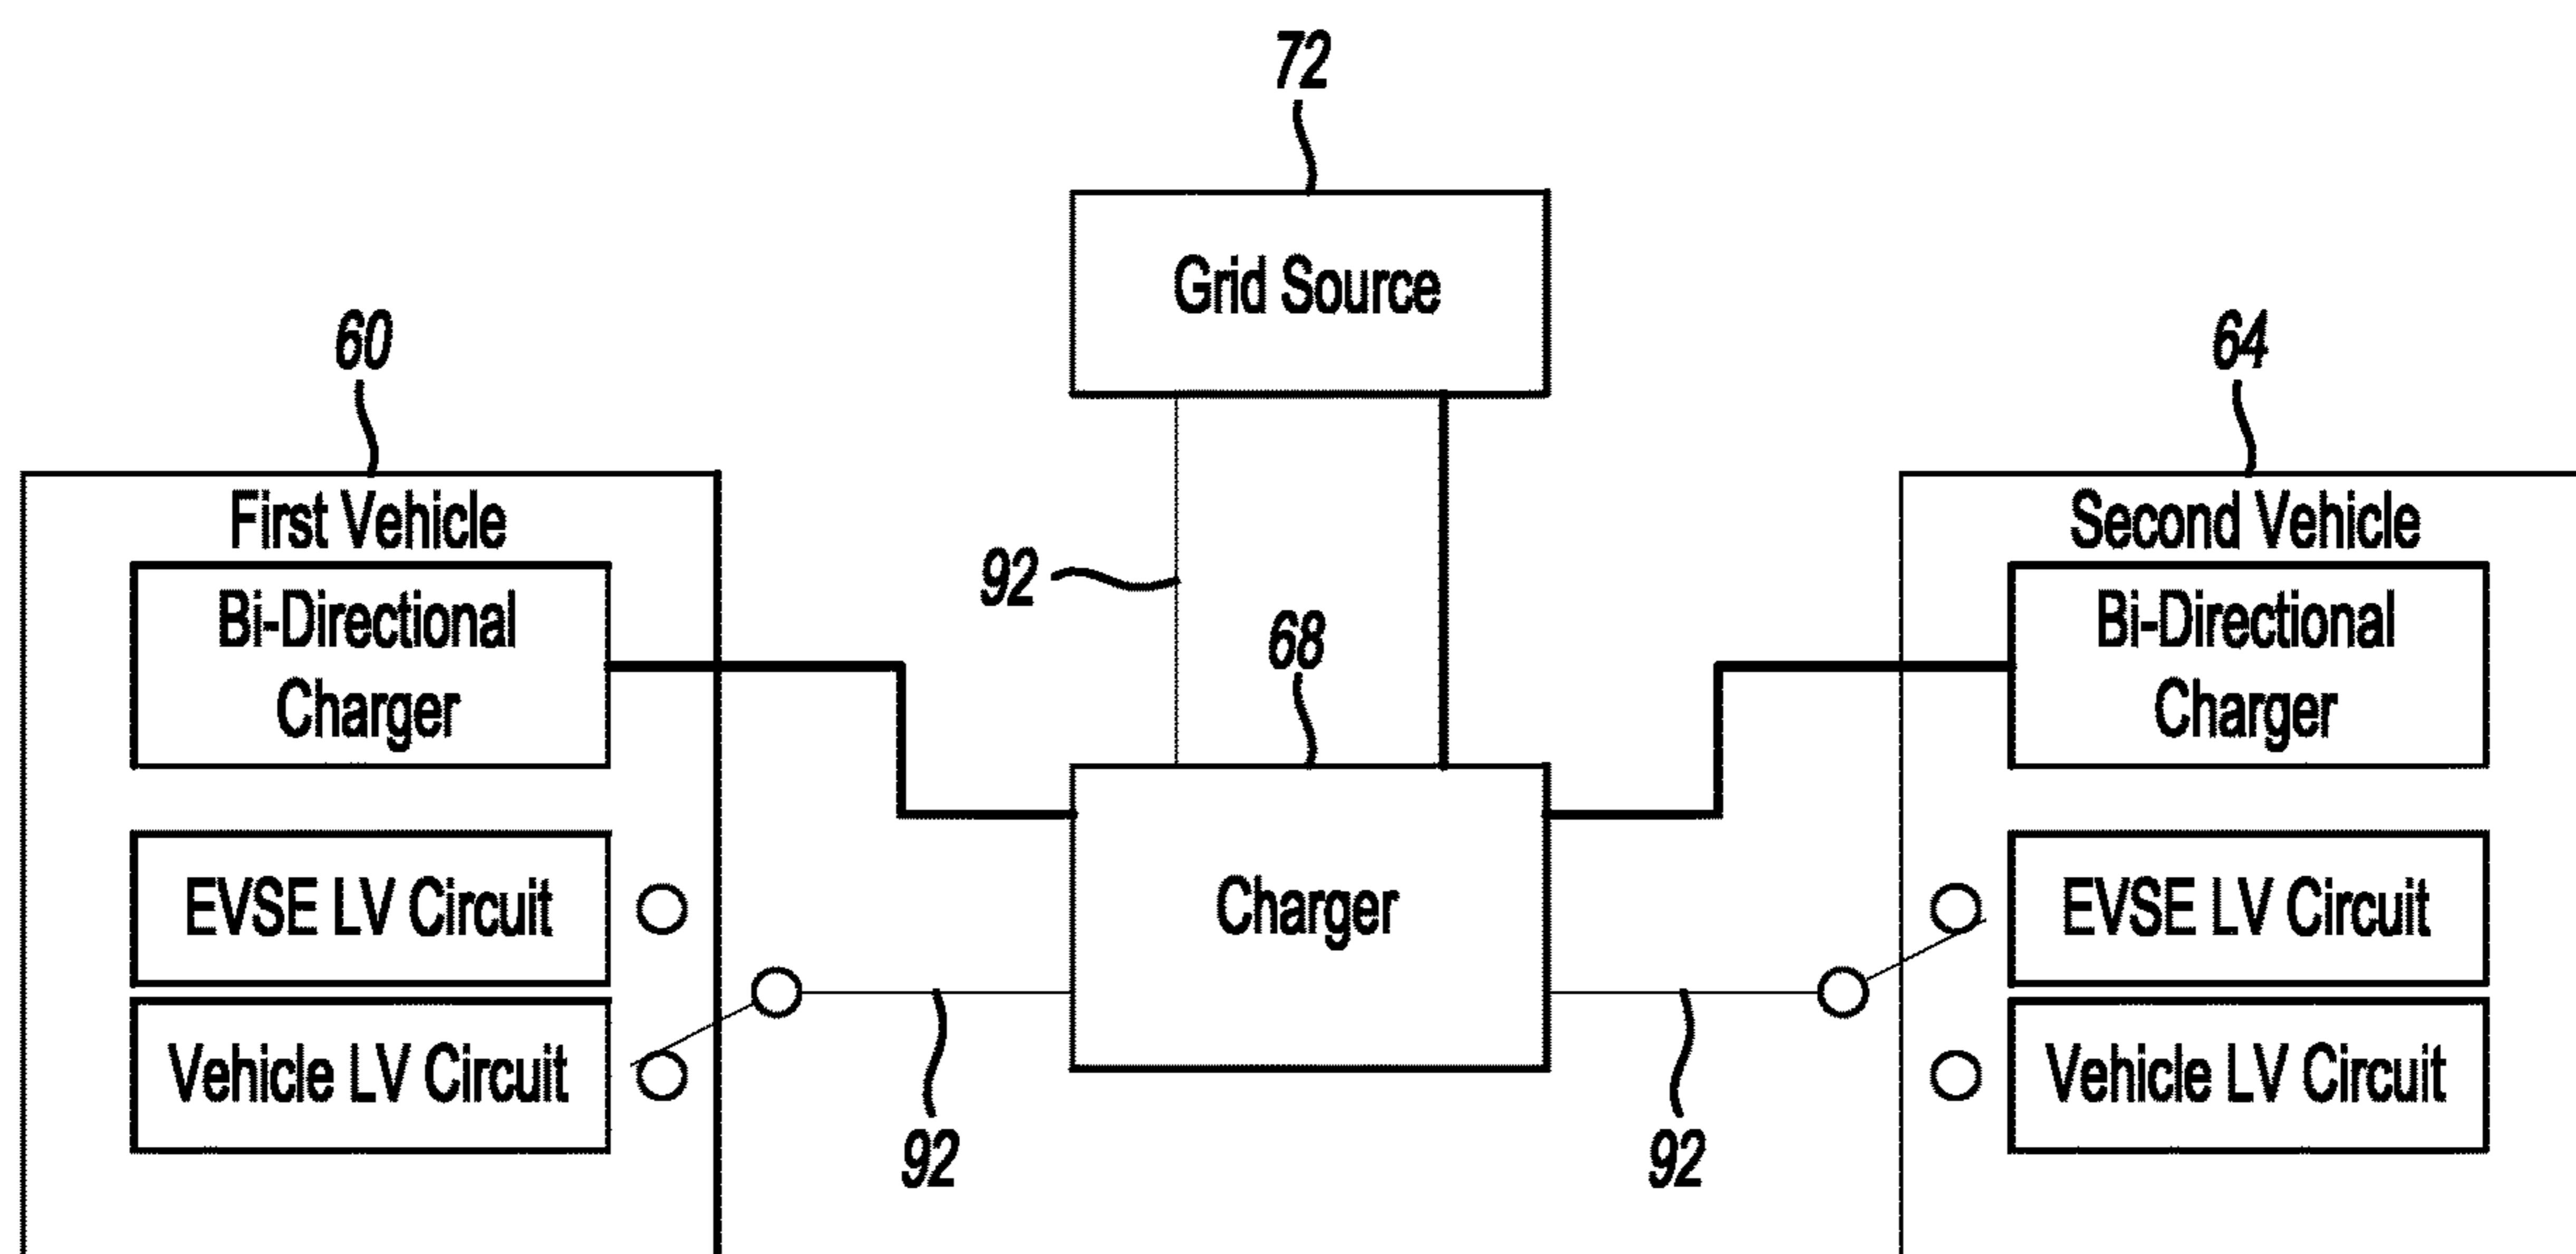 72
Grid Source
60
64
First Vehicle
Second Vehicle
92
Bi-Directional
Charger
68
Bi-Directional
Charger
EVSE LV Circuit
Charger
EVSE LV Circuit
Vehicle LV Circuit
Vehicle LV Circuit
92
92